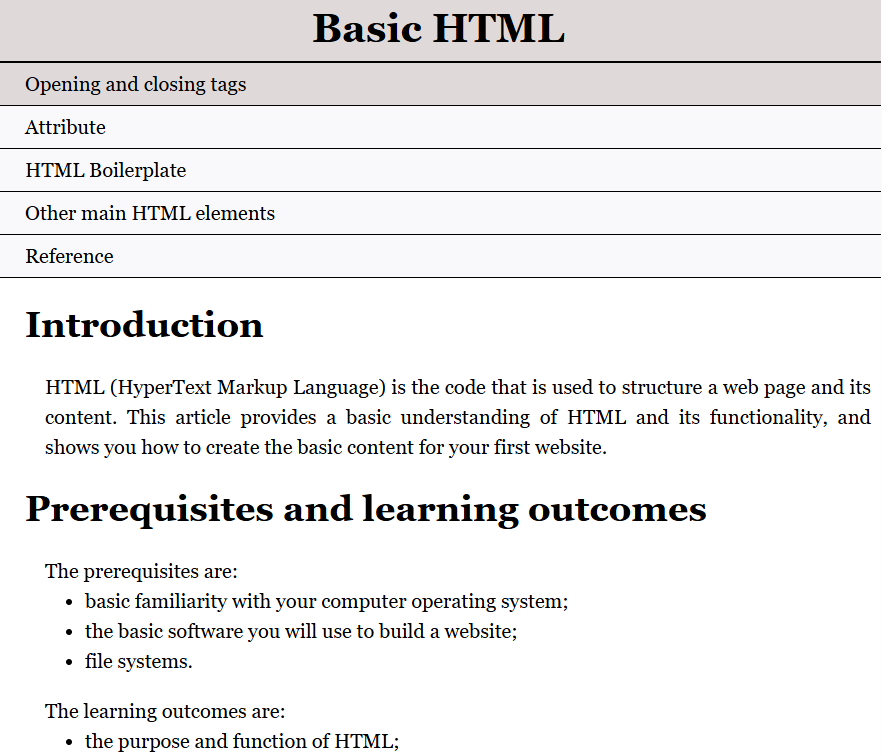 Basic HTML
Opening and closing tags
Attribute
HTML Boilerplate
Other main HTML elements
Reference
Introduction
HTML (HyperText Markup Language) is the code that is used to structure a web page and its
content. This article provides a basic understanding of HTML and its functionality, and
shows you how to create the basic content for your first website.
Prerequisites and learning outcomes
The prerequisites are:
• basic familiarity with your computer operating system;
• the basic software you will use to build a website;
• file systems.
The learning outcomes are:
• the purpose and function of HTML;